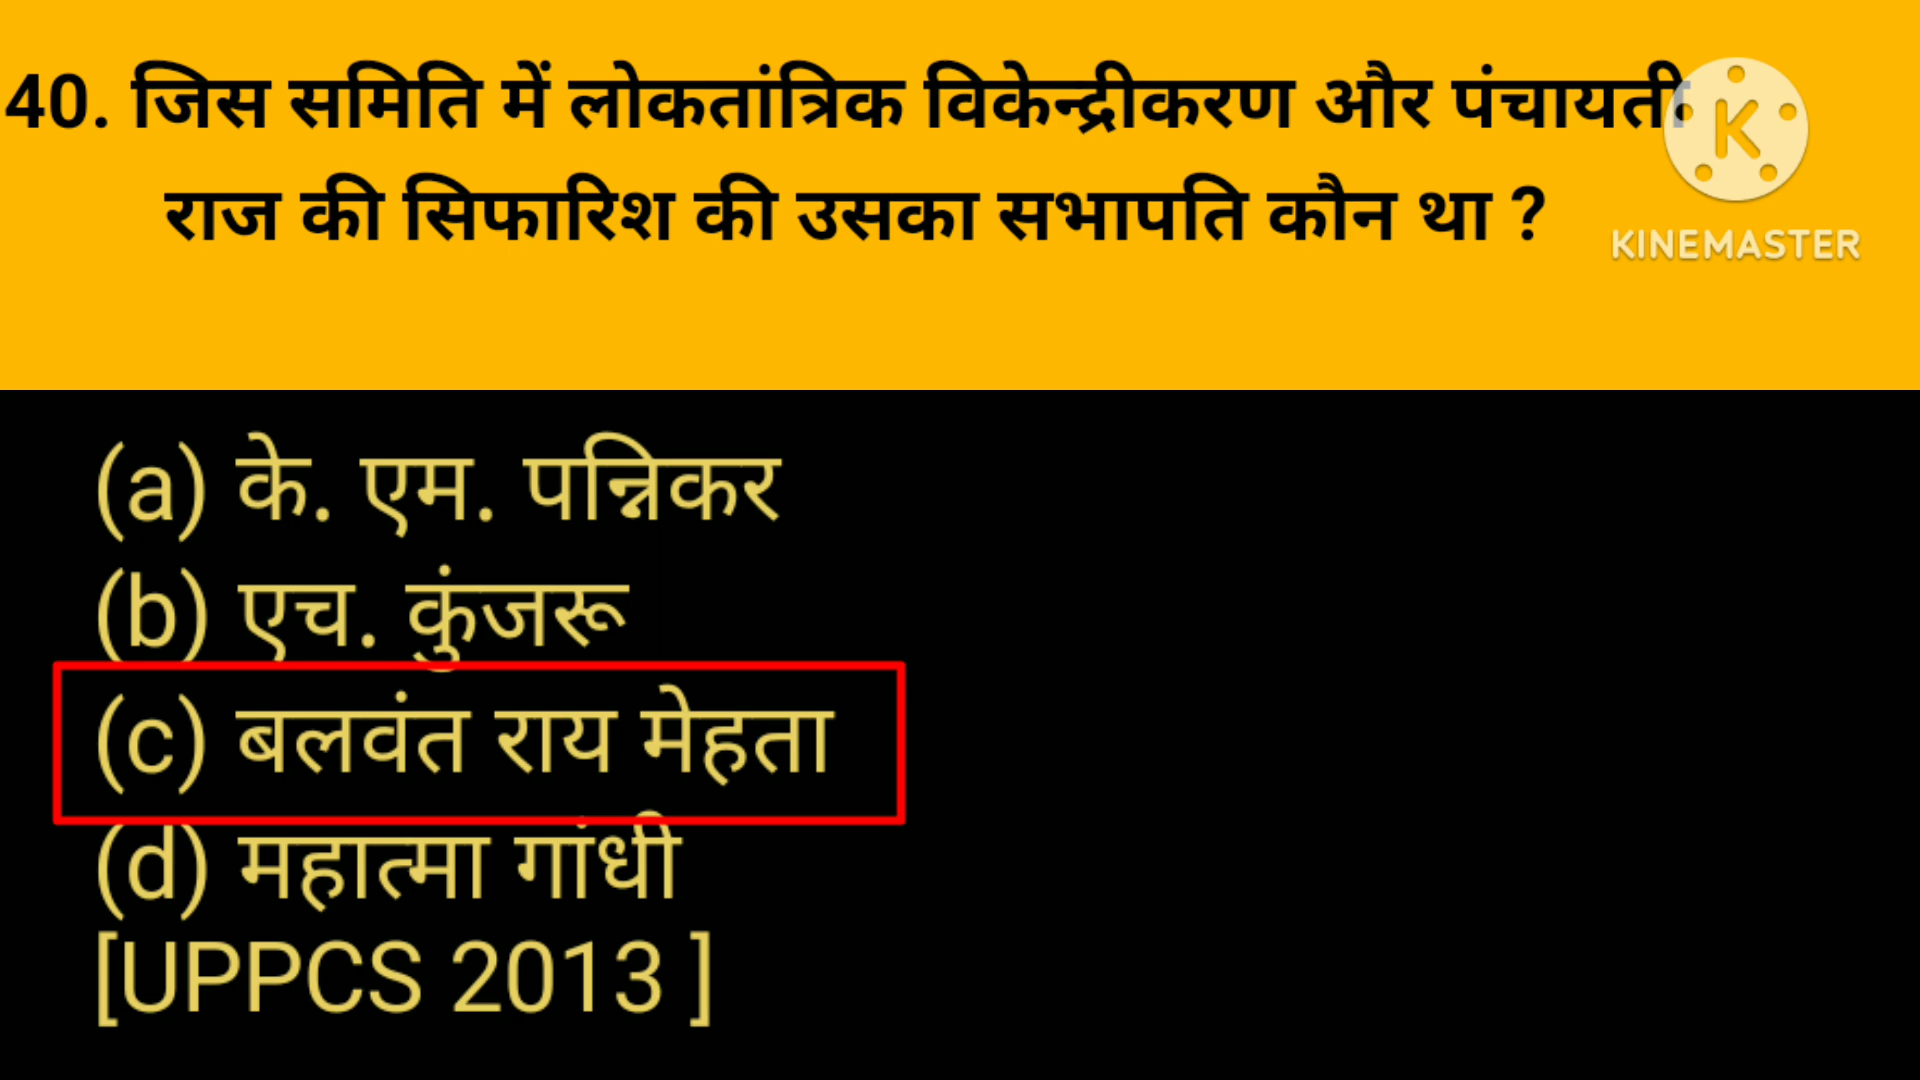 40. जिस समिति में लोकतांत्रिक विकेन्द्रीकरण और पंचायती
राज की सिफारिश की उसका सभापति कौन था ?
KINEMASTER
(a) के. एम. पन्निकर
(b) एच. कुंजरू
(c) बलवंत राय मेहता
(d) महात्मा गांधी
[UPPCS 2013 ]